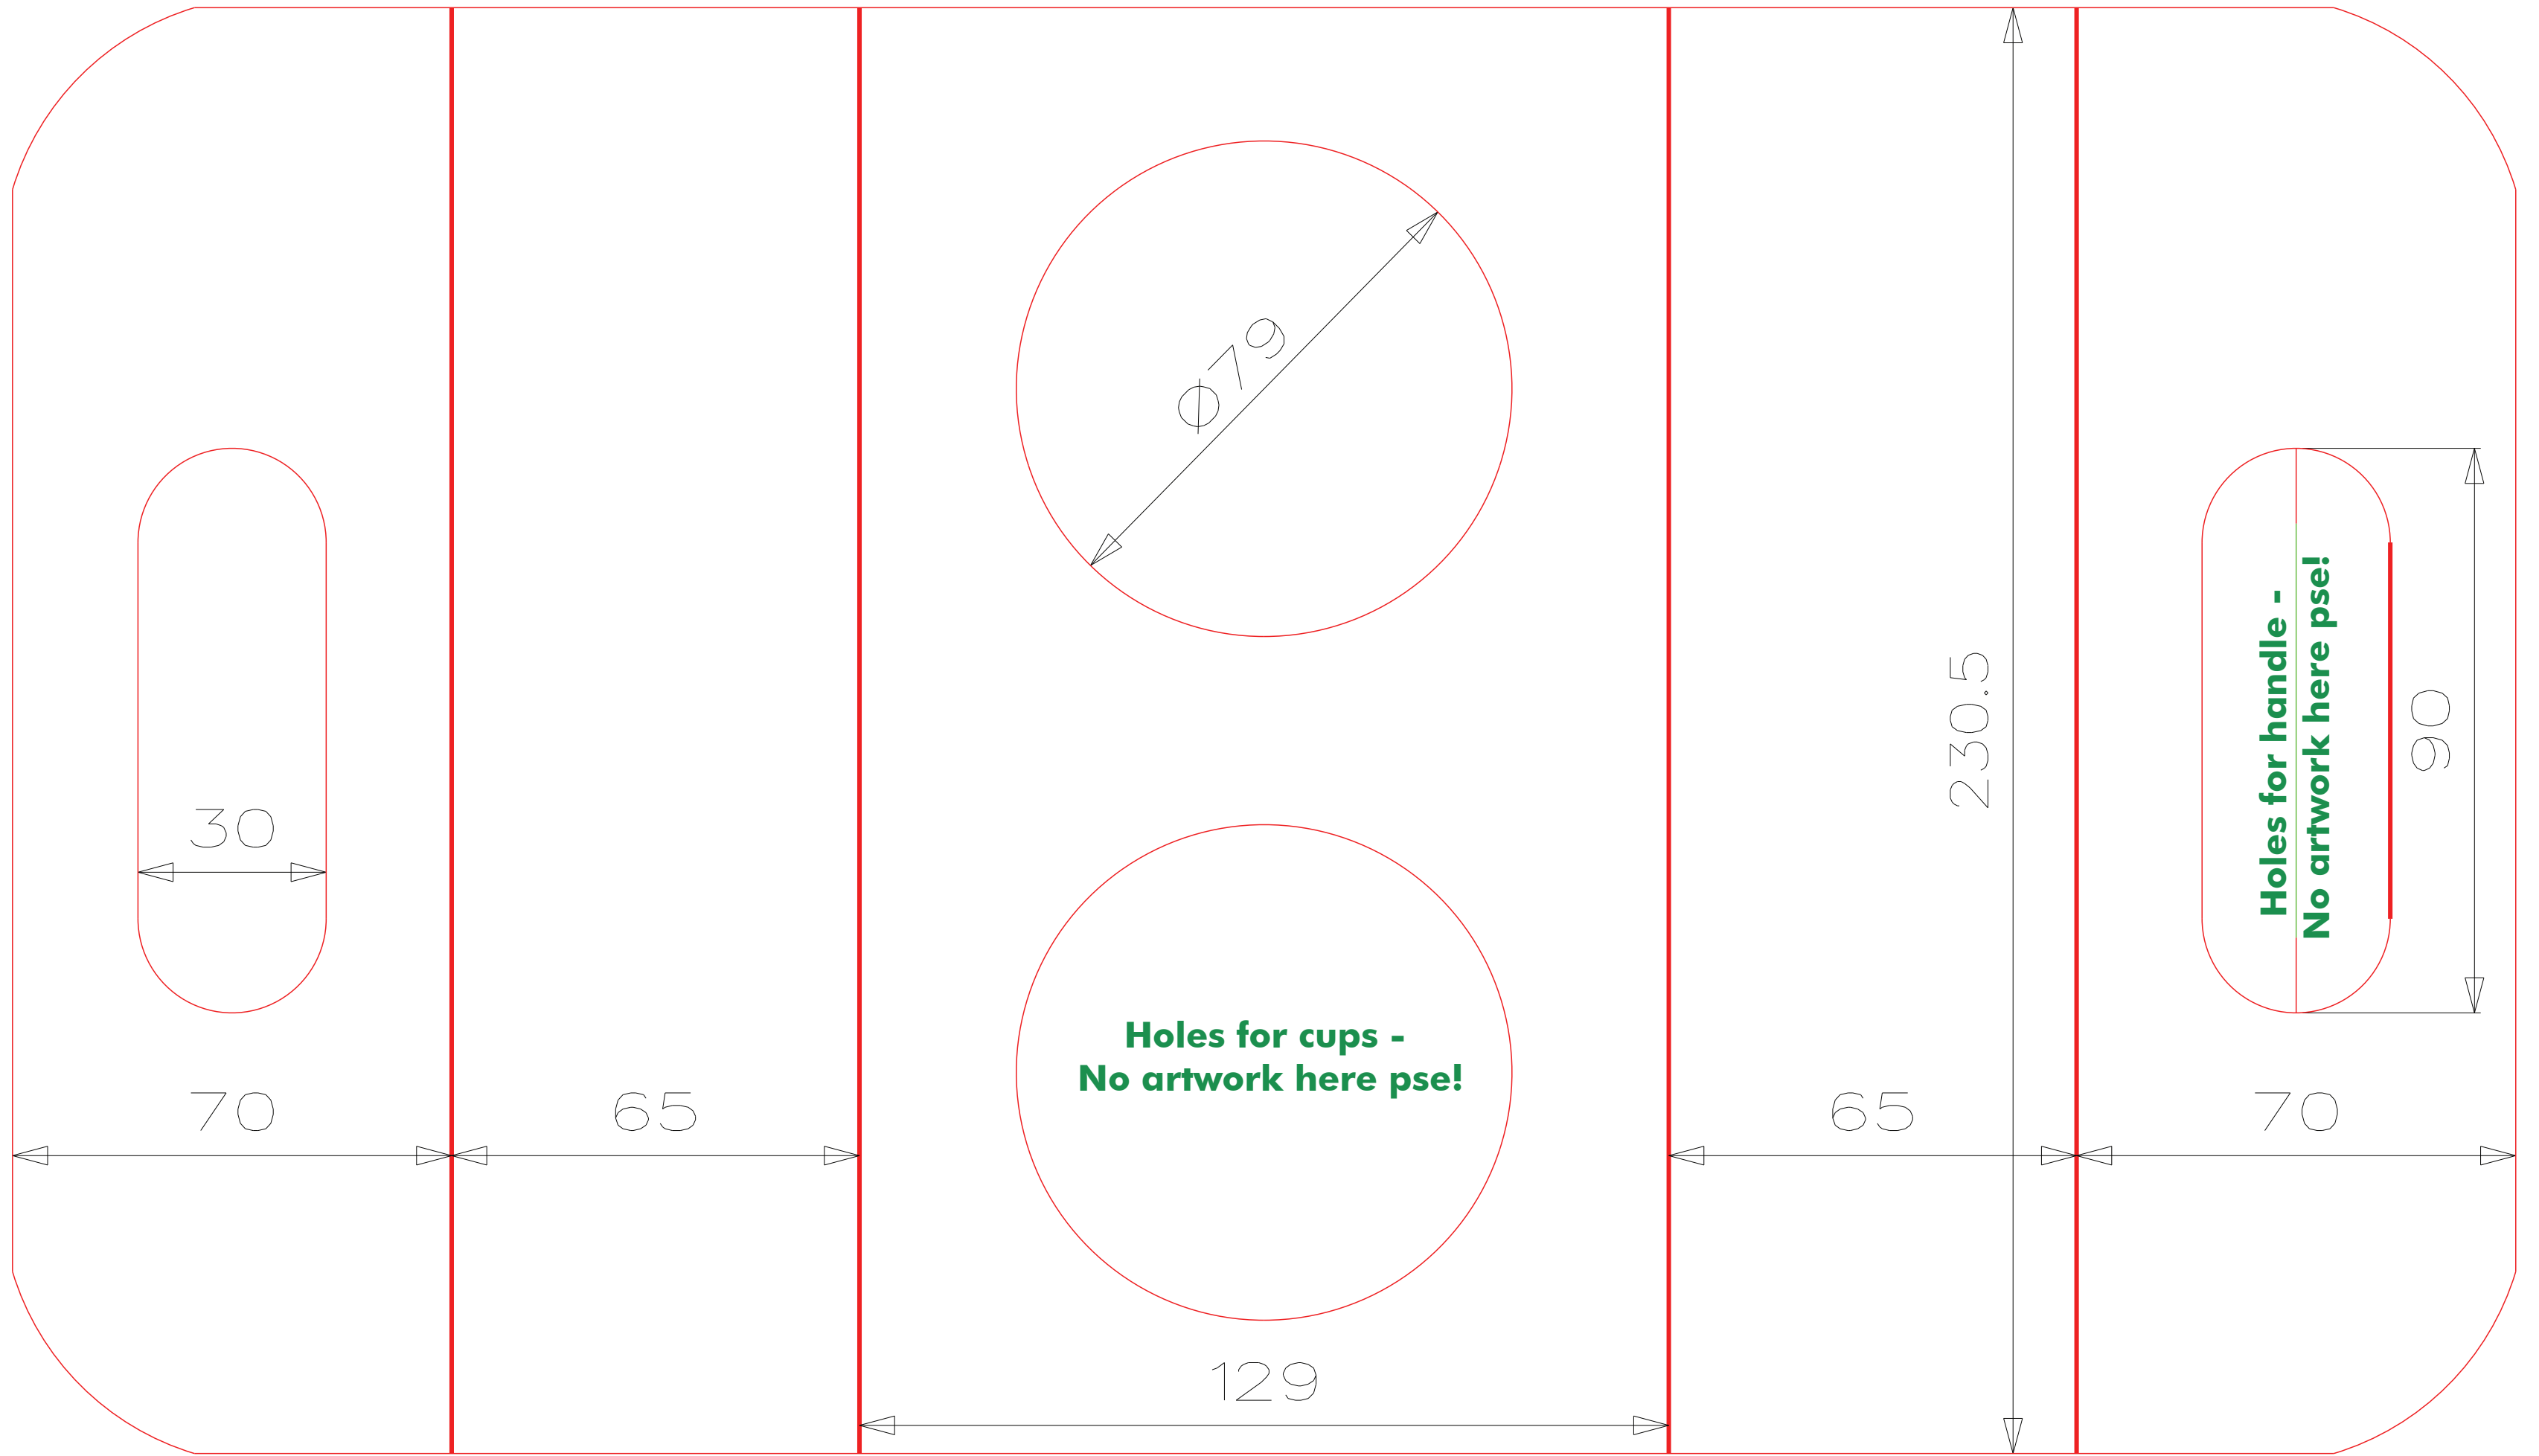 Ø79
230.5
Holes for handle -
No artwork here pse!
90
30
Holes for cups -
No artwork here pse!
70
65
65
70
129